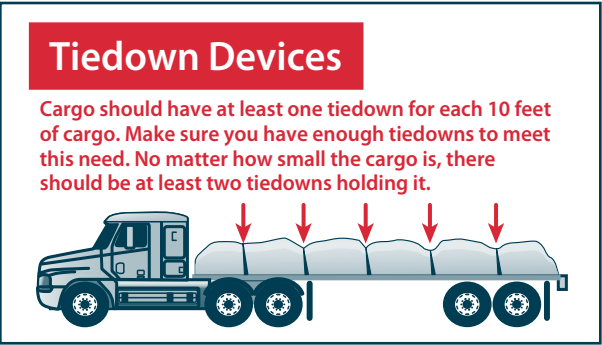 Tiedown Devices
Cargo should have at least one tiedown for each 10 feet
of cargo. Make sure you have enough tiedowns to meet
this need. No matter how small the cargo is, there
should be at least two tiedowns holding it.